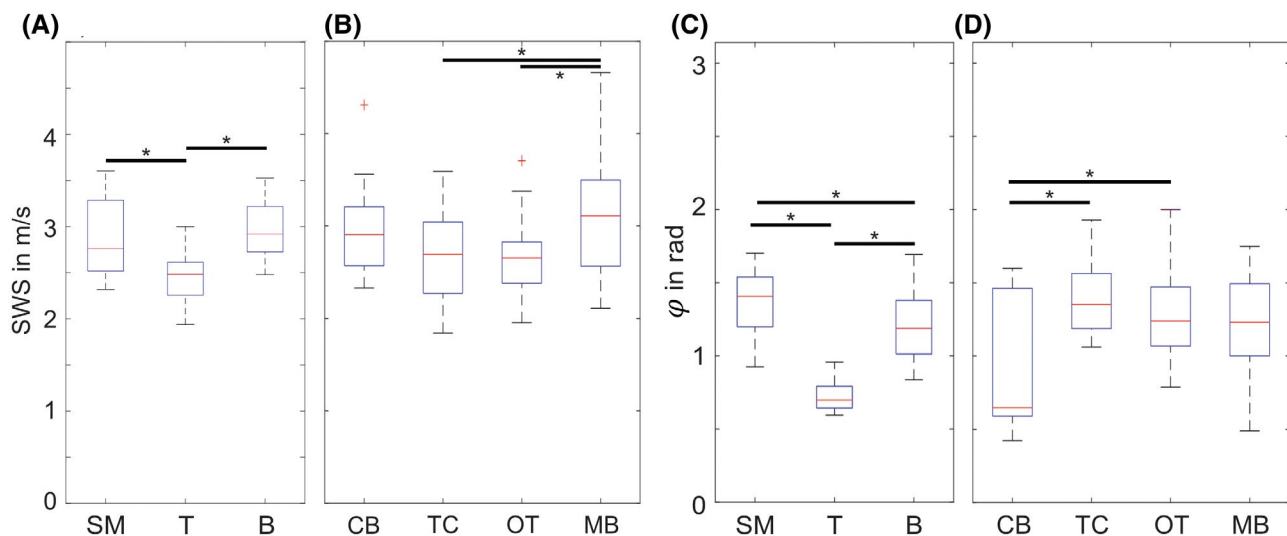 (A)
(B)
(C)
(D)
SWS in m/s
4
3
2
1
0
*
*
*
*
SM
T
B
CB
TC
OT
MB
φ in rad
3
2
1
0
*
*
*
*
*
SM
T
B
CB
TC
OT
MB